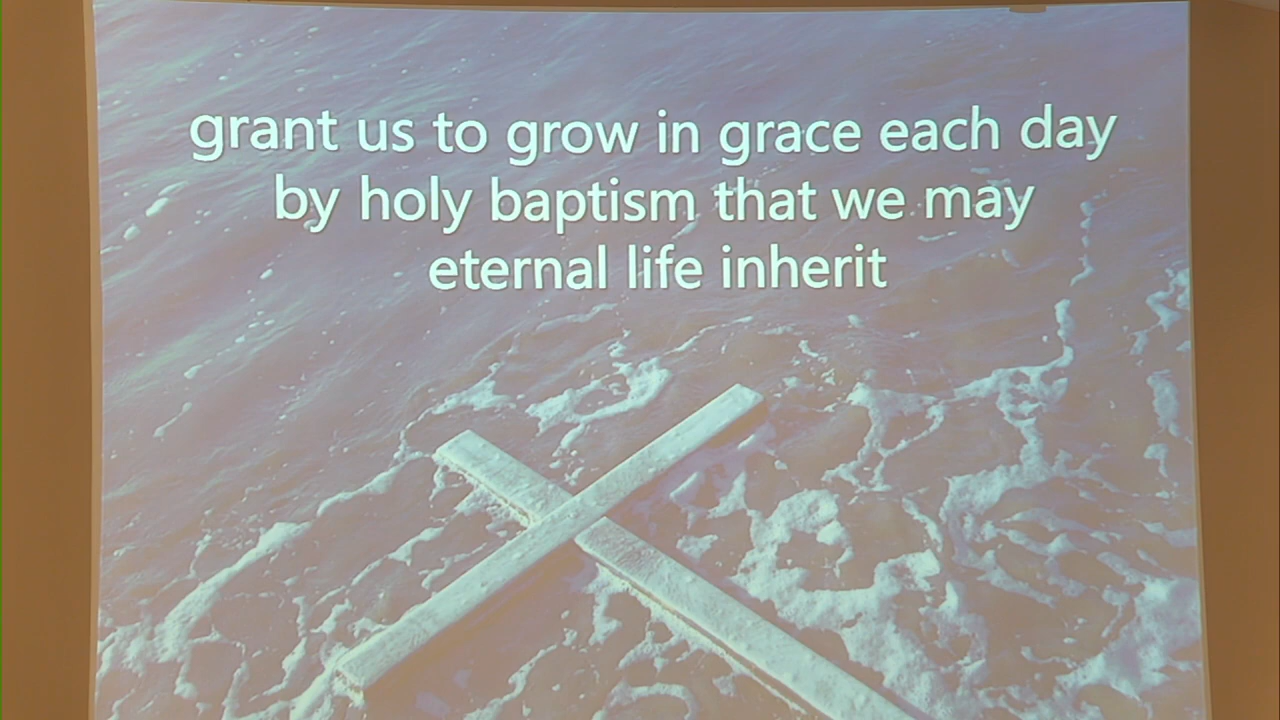 grant us to grow in grace each day
by holy baptism that we may
eternal life inherit